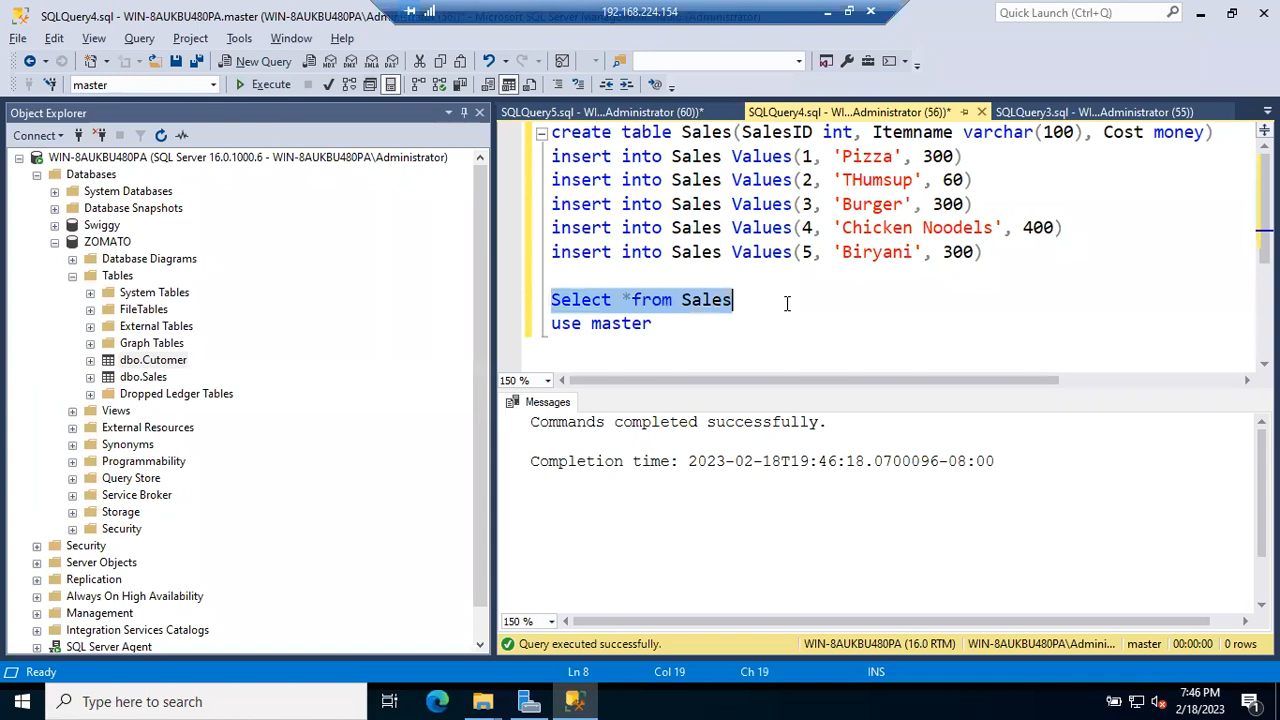 SQLQuery4.sql - WIN-8AUKBU480PA.master
192.168.224.154
Quick Launch (Ctrl+Q)
File Edit View Query Project Tools Window Help
New Query
master
Execute
Object Explorer
Connect
WIN-8AUKBU480PA (SQL Server 16.0.1000.6 - WIN-8AUKBU480PA\Administrator)
Databases
System Databases
Database Snapshots
Swiggy
ZOMATO
Database Diagrams
Tables
System Tables
FileTables
External Tables
Graph Tables
dbo.Cutomer
dbo.Sales
Dropped Ledger Tables
Views
External Resources
Synonyms
Programmability
Query Store
Service Broker
Storage
Security
Security
Server Objects
Replication
Always On High Availability
Management
Integration Services Catalogs
SQL Server Agent
SQLQuery5.sql - WI...Administrator (60))*
SQLQuery4.sql - WI...Administrator (56))*
SQLQuery3.sql - WI...Administrator (55))
create table Sales(SalesID int, Itemname varchar(100), Cost money)
insert into Sales Values(1, 'Pizza', 300)
insert into Sales Values(2, 'THumsup', 60)
insert into Sales Values(3, 'Burger', 300)
insert into Sales Values(4, 'Chicken Noodels', 400)
insert into Sales Values(5, 'Biryani', 300)
Select *from Sales
use master
150 %
Messages
Commands completed successfully.
Completion time: 2023-02-18T19:46:18.0700096-08:00
150 %
Query executed successfully.
WIN-8AUKBU480PA (16.0 RTM)
WIN-8AUKBU480PA\Admini...
master
00:00:00
0 rows
Ready
Ln 8
Col 19
Ch 19
INS
Type here to search
7:46 PM
2/18/2023
1